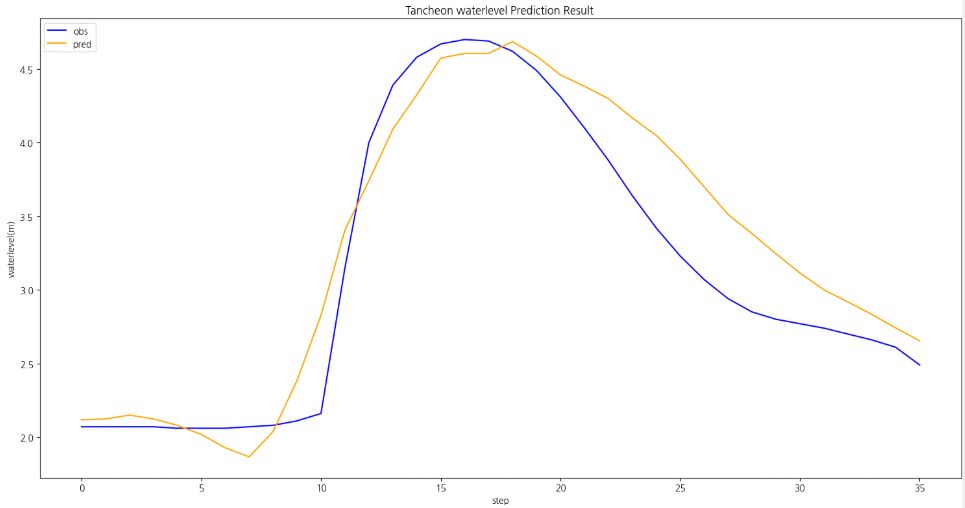 Tancheon waterlevel Prediction Result
obs
pred
4.5
4.0
3.5
3.0
2.5
2.0
waterlevel(m)
0 5 10 15 20 25 30 35
step